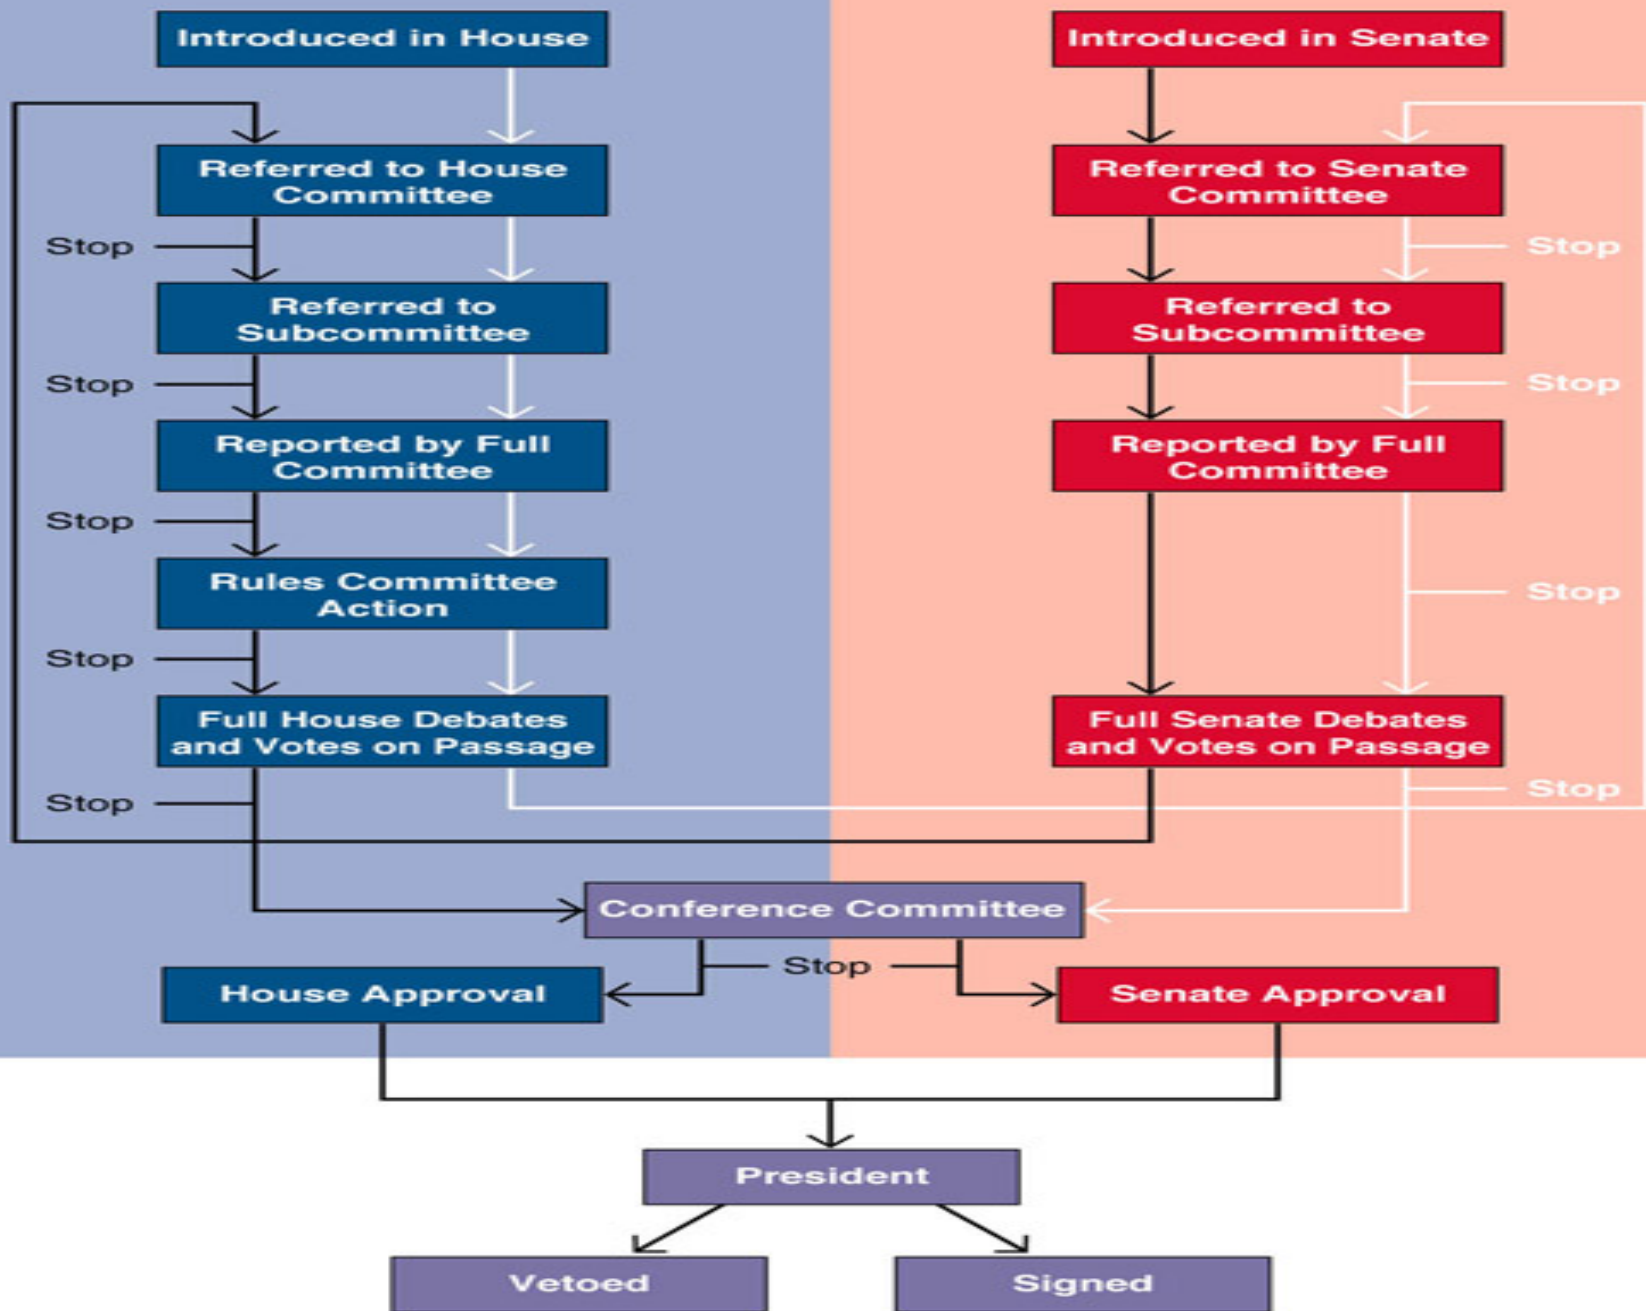 Introduced in House
Introduced in Senate
Referred to House
Committee
Referred to Senate
Committee
Stop
Stop
Referred to
Subcommittee
Referred to
Subcommittee
Stop
Stop
Reported by Full
Committee
Reported by Full
Committee
Stop
Rules Committee
Action
Stop
Stop
Full House Debates
and Votes on Passage
Full Senate Debates
and Votes on Passage
Stop
Stop
Conference Committee
Stop
House Approval
Senate Approval
President
Vetoed
Signed